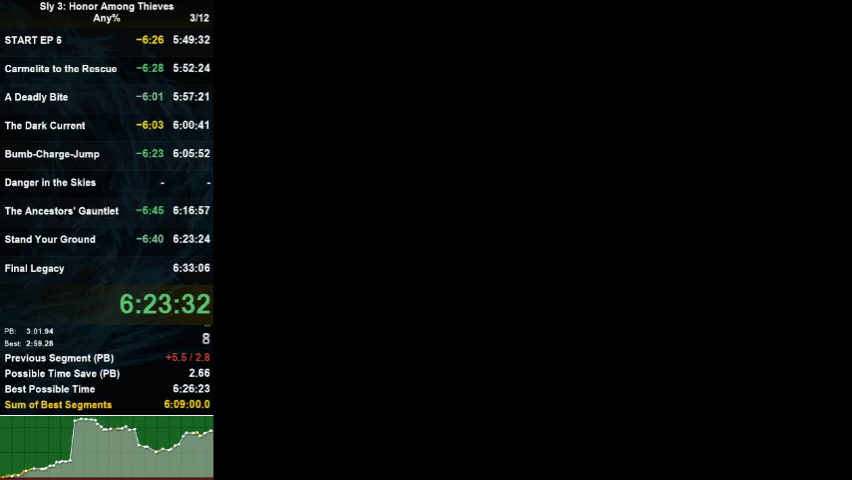 Sly 3: Honor Among Thieves
Any% 3/12
START EP 6 −6:26 5:49:32
Carmelita to the Rescue −6:28 5:52:24
A Deadly Bite −6:01 5:57:21
The Dark Current −6:03 6:00:41
Bumb-Charge-Jump −6:23 6:05:52
Danger in the Skies - -
The Ancestors' Gauntlet −6:45 6:16:57
Stand Your Ground −6:40 6:23:24
Final Legacy 6:33:06
6:23:32
PB: 3:01.94
Best: 2:59.28
8
Previous Segment (PB) +5.5 / 2.8
Possible Time Save (PB) 2.66
Best Possible Time 6:26:23
Sum of Best Segments 6:09:00.0